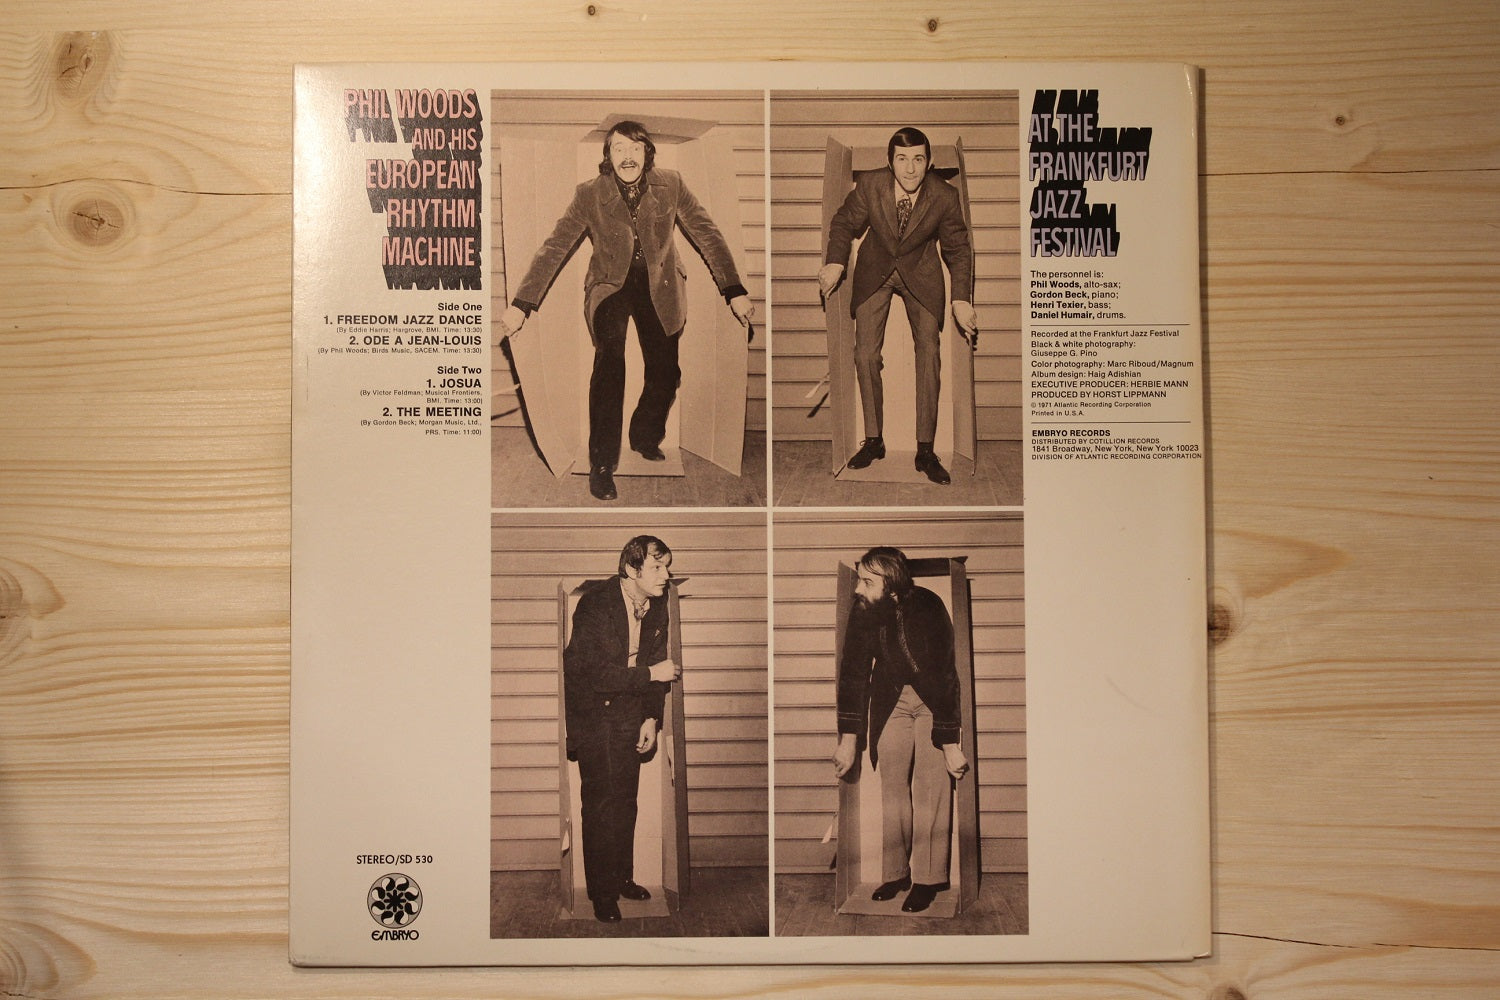 PHIL WOODS
AND HIS
EUROPEAN
RHYTHM
MACHINE
Side One
1. FREEDOM JAZZ DANCE
(By Eddie Harris; Hargrove, BMI. Time: 13:30)
2. ODE A JEAN-LOUIS
(By Phil Woods; Birds Music, SACEM. Time: 13:30)
Side Two
1. JOSUA
(By Victor Feldman; Musical Frontiers,
BMI. Time: 13:00)
2. THE MEETING
(By Gordon Beck; Morgan Music, Ltd.,
PRS. Time: 11:00)
STEREO/SD 530
EMBRYO
AT THE
FRANKFURT
JAZZ
FESTIVAL
The personnel is:
Phil Woods, alto-sax;
Gordon Beck, piano;
Henri Texier, bass;
Daniel Humair, drums.
Recorded at the Frankfurt Jazz Festival
Black & white photography:
Giuseppe G. Pino
Color photography: Marc Riboud/Magnum
Album design: Haig Adishian
EXECUTIVE PRODUCER: HERBIE MANN
PRODUCED BY HORST LIPPMANN
© 1971 Atlantic Recording Corporation
Printed in U.S.A.
EMBRYO RECORDS
DISTRIBUTED BY COTILLION RECORDS
1841 Broadway, New York, New York 10023
DIVISION OF ATLANTIC RECORDING CORPORATION